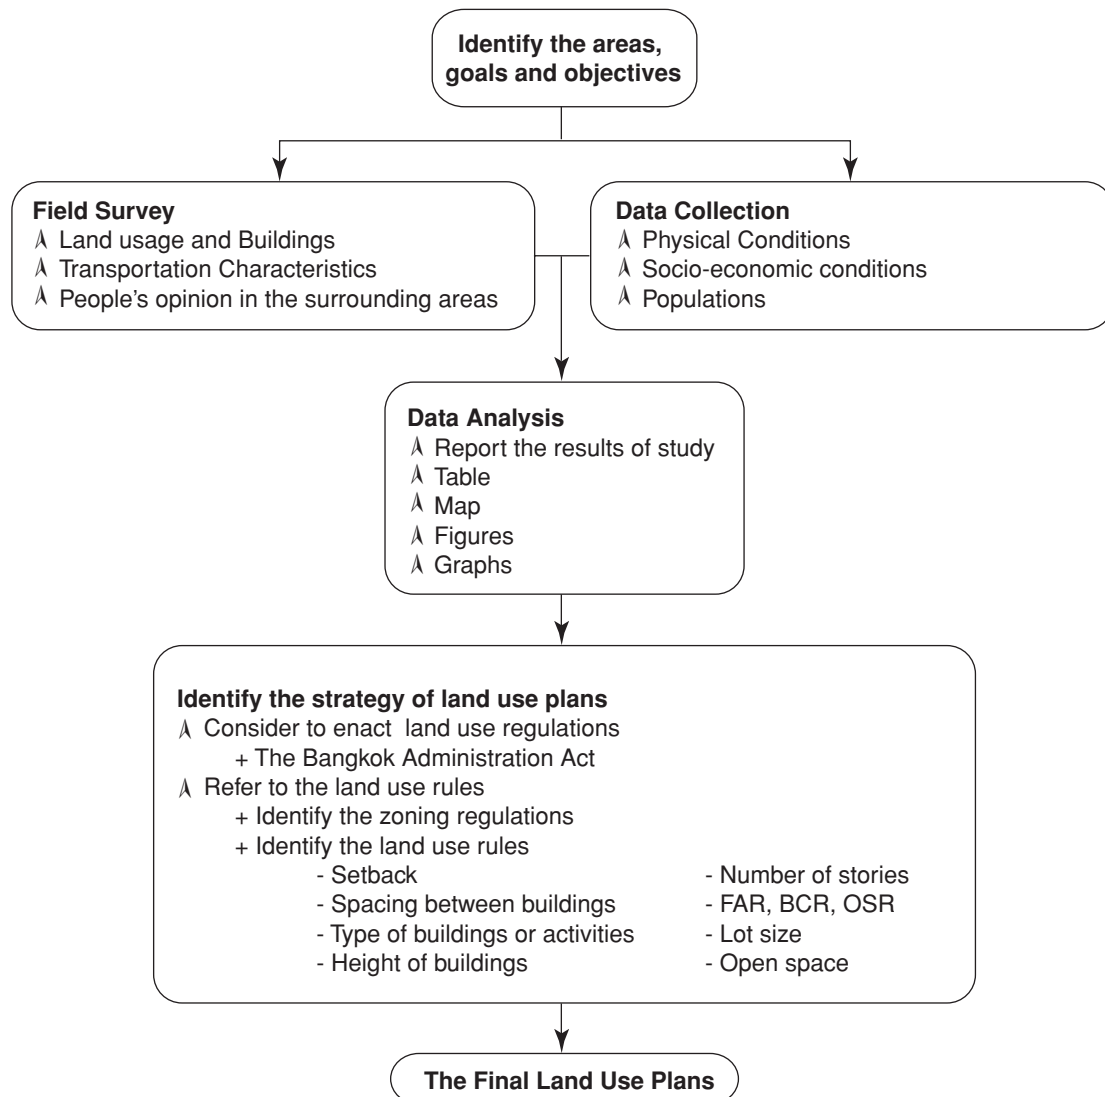 Identify the areas,
goals and objectives
Field Survey
Land usage and Buildings
Transportation Characteristics
People's opinion in the surrounding areas
Data Collection
Physical Conditions
Socio-economic conditions
Populations
Data Analysis
Report the results of study
Table
Map
Figures
Graphs
Identify the strategy of land use plans
Consider to enact land use regulations
+ The Bangkok Administration Act
Refer to the land use rules
+ Identify the zoning regulations
+ Identify the land use rules
- Setback
- Spacing between buildings
- Type of buildings or activities
- Height of buildings
- Number of stories
- FAR, BCR, OSR
- Lot size
- Open space
The Final Land Use Plans